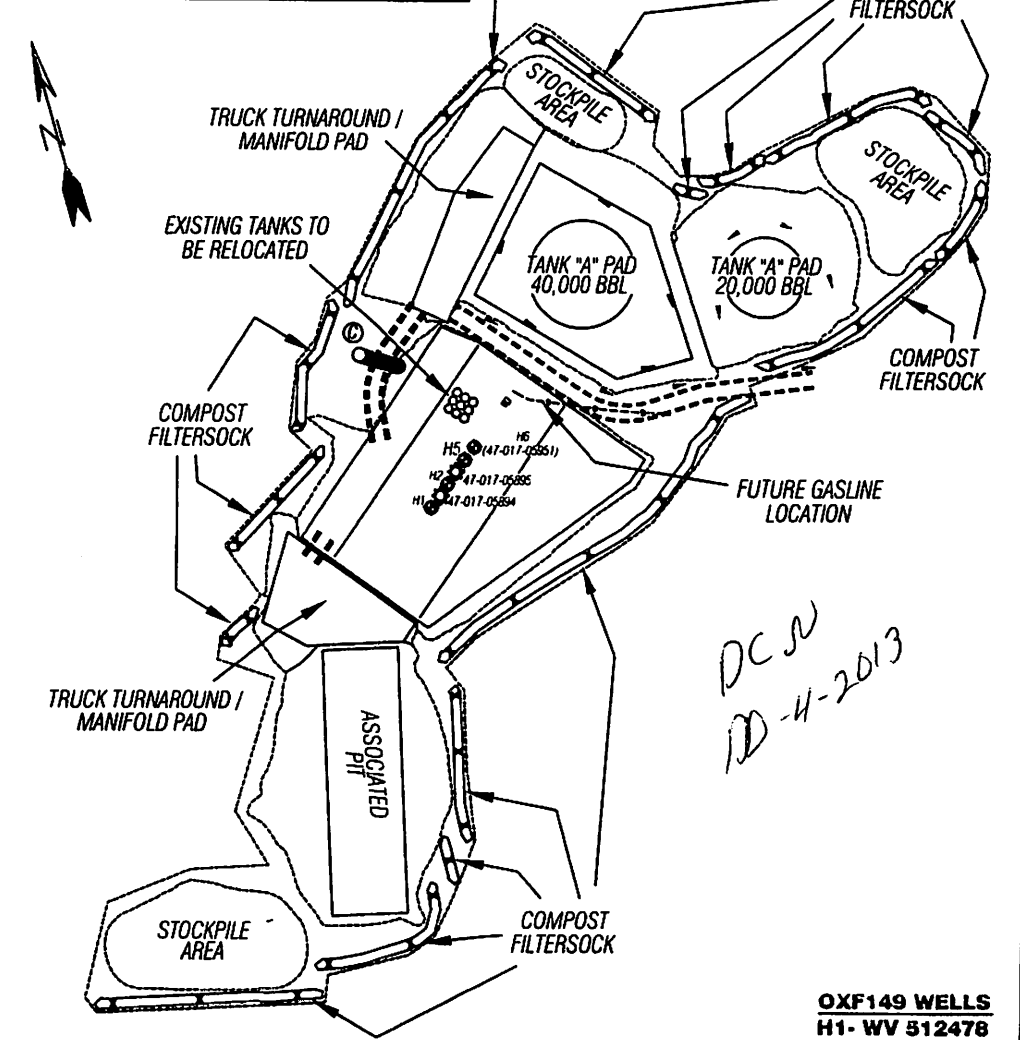 FILTERSOCK
STOCKPILE
AREA
TRUCK TURNAROUND /
MANIFOLD PAD
STOCKPILE
AREA
EXISTING TANKS TO
BE RELOCATED
TANK "A" PAD
40,000 BBL
TANK "A" PAD
20,000 BBL
N
C
COMPOST
FILTERSOCK
COMPOST
FILTERSOCK
H6
H5 (47-017-05951)
H2 47-017-05895
H1 47-017-05894
FUTURE GASLINE
LOCATION
TRUCK TURNAROUND /
MANIFOLD PAD
ASSOCIATED
PIT
DCN
-4-2013
STOCKPILE
AREA
COMPOST
FILTERSOCK
OXF149 WELLS
H1- WV 512478